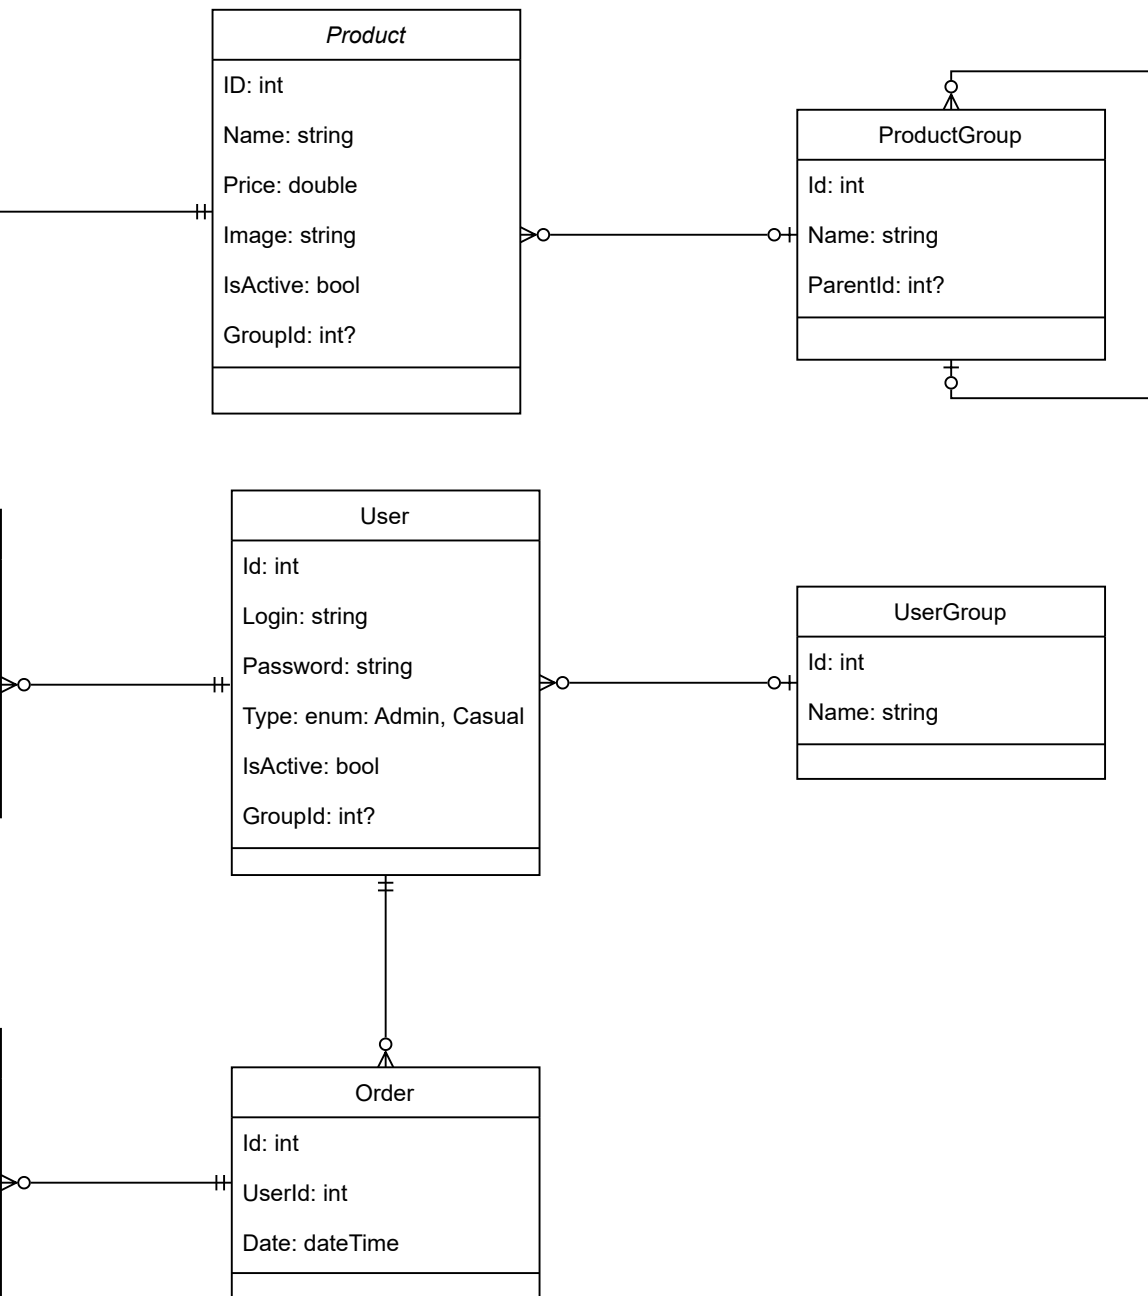 Product
ID: int
Name: string
Price: double
Image: string
IsActive: bool
GroupId: int?
ProductGroup
Id: int
Name: string
ParentId: int?
User
Id: int
Login: string
Password: string
Type: enum: Admin, Casual
IsActive: bool
GroupId: int?
UserGroup
Id: int
Name: string
Order
Id: int
UserId: int
Date: dateTime